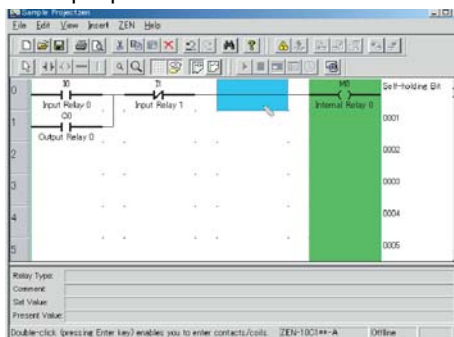 Sample Project.zen
File Edit View Insert ZEN Help
0 I0 I1 M0 Self-holding Bit
Input Relay 0 Input Relay 1 Internal Relay 0
1 Q0 0001
Output Relay 0
2 0002
3 0003
4 0004
5 0005
Relay Type:
Comment:
Set Value:
Present Value:
Double-click (pressing Enter key) enables you to enter contacts/coils. ZEN-10C1**-A Offline